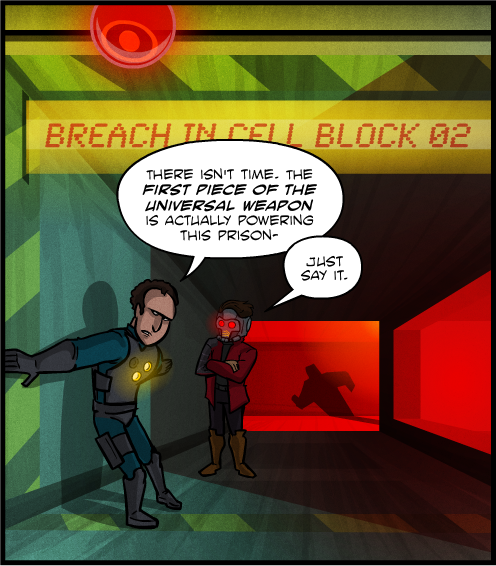 BREACH IN CELL BLOCK 02
THERE ISN'T TIME. THE
FIRST PIECE OF THE
UNIVERSAL WEAPON
IS ACTUALLY POWERING
THIS PRISON-
JUST
SAY IT.